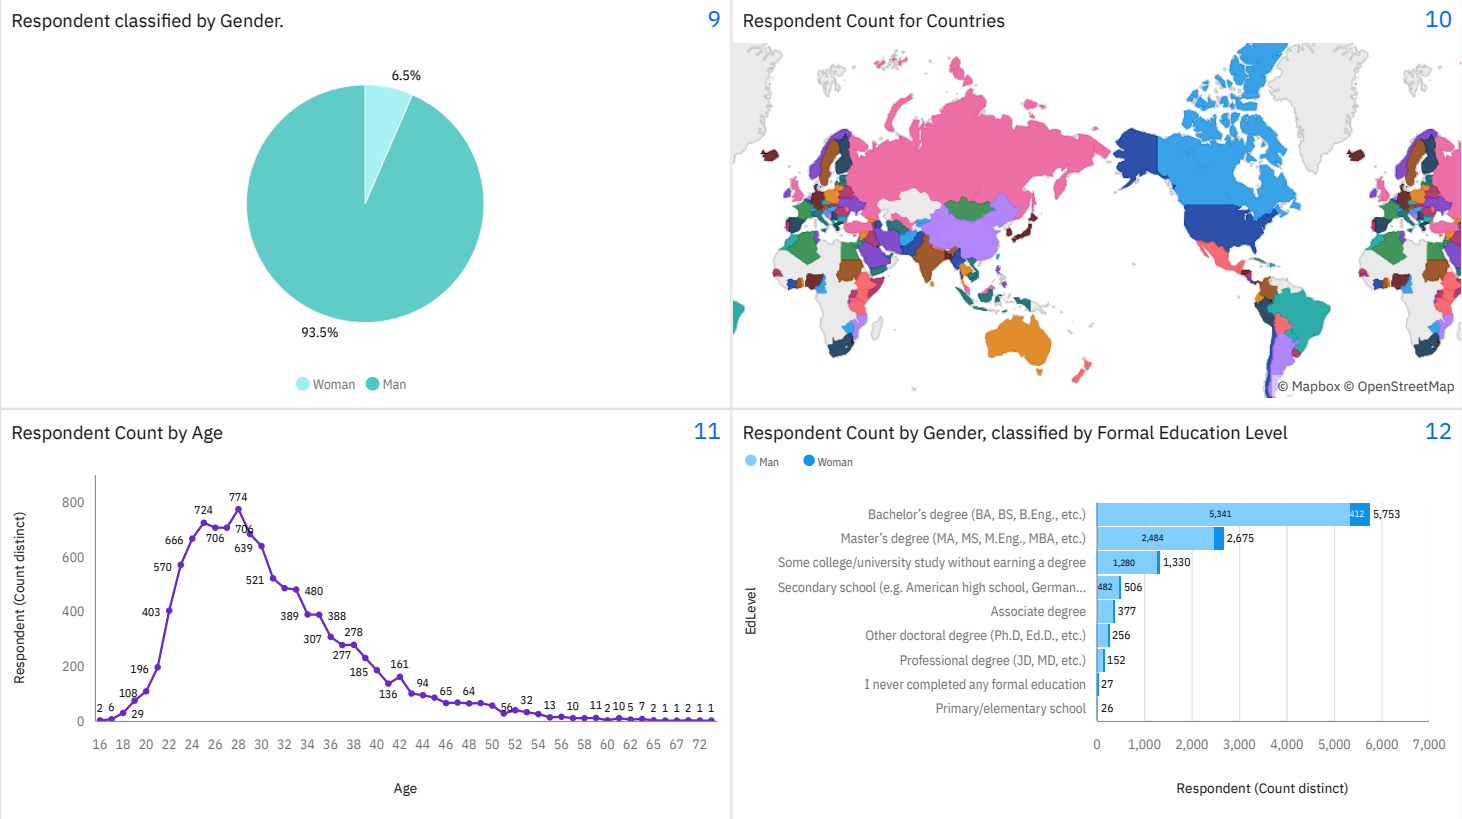 Respondent classified by Gender.
9
6.5%
93.5%
Woman Man
Respondent Count for Countries
10
© Mapbox © OpenStreetMap
Respondent Count by Age
11
Respondent (Count distinct)
800
600
400
200
0
2 6 29 108 196 403 570 666 724 706 774 706 639 521 480 389 388 307 278 277 185 161 136 94 65 64 56 32 13 10 11 2 10 5 7 2 1 1 2 1 1
16 18 20 22 24 26 28 30 32 34 36 38 40 42 44 46 48 50 52 54 56 58 60 62 65 67 72
Age
Respondent Count by Gender, classified by Formal Education Level
12
Man Woman
EdLevel
Bachelor's degree (BA, BS, B.Eng., etc.) 5,341 412 5,753
Master's degree (MA, MS, M.Eng., MBA, etc.) 2,484 2,675
Some college/university study without earning a degree 1,280 1,330
Secondary school (e.g. American high school, German... 482 506
Associate degree 377
Other doctoral degree (Ph.D, Ed.D., etc.) 256
Professional degree (JD, MD, etc.) 152
I never completed any formal education 27
Primary/elementary school 26
0 1,000 2,000 3,000 4,000 5,000 6,000 7,000
Respondent (Count distinct)